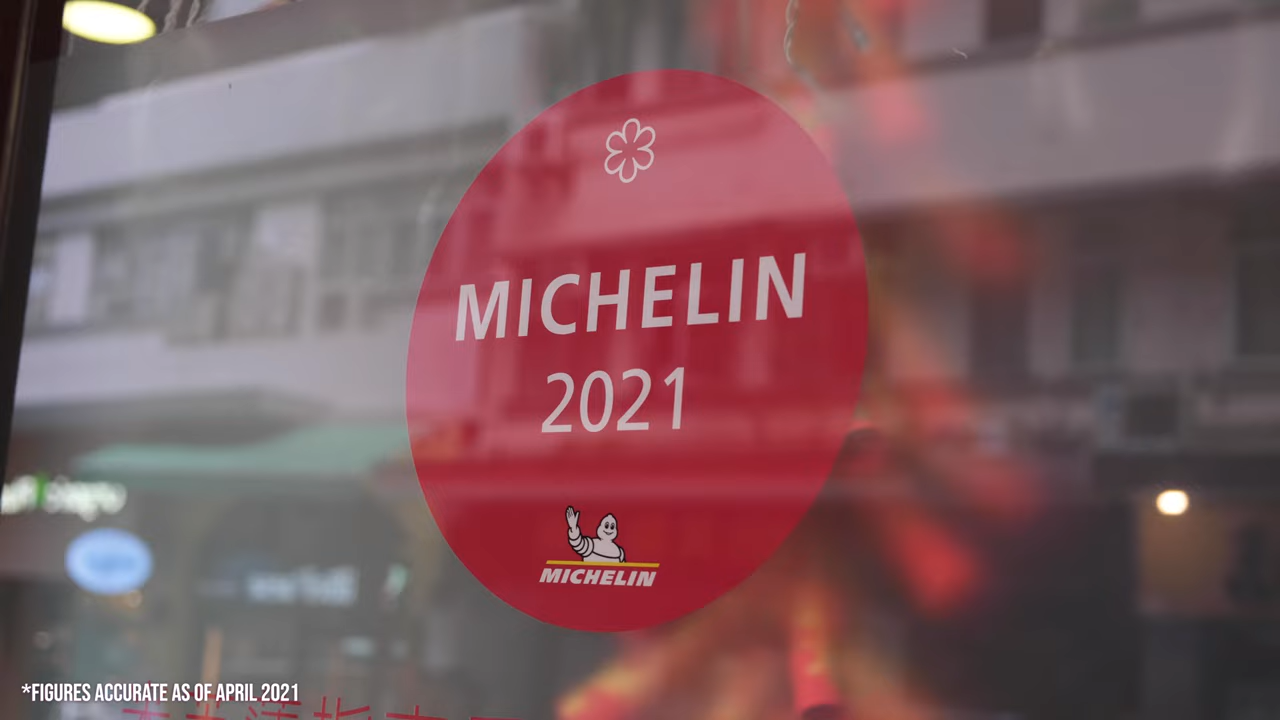 MICHELIN
2021
MICHELIN
*FIGURES ACCURATE AS OF APRIL 2021